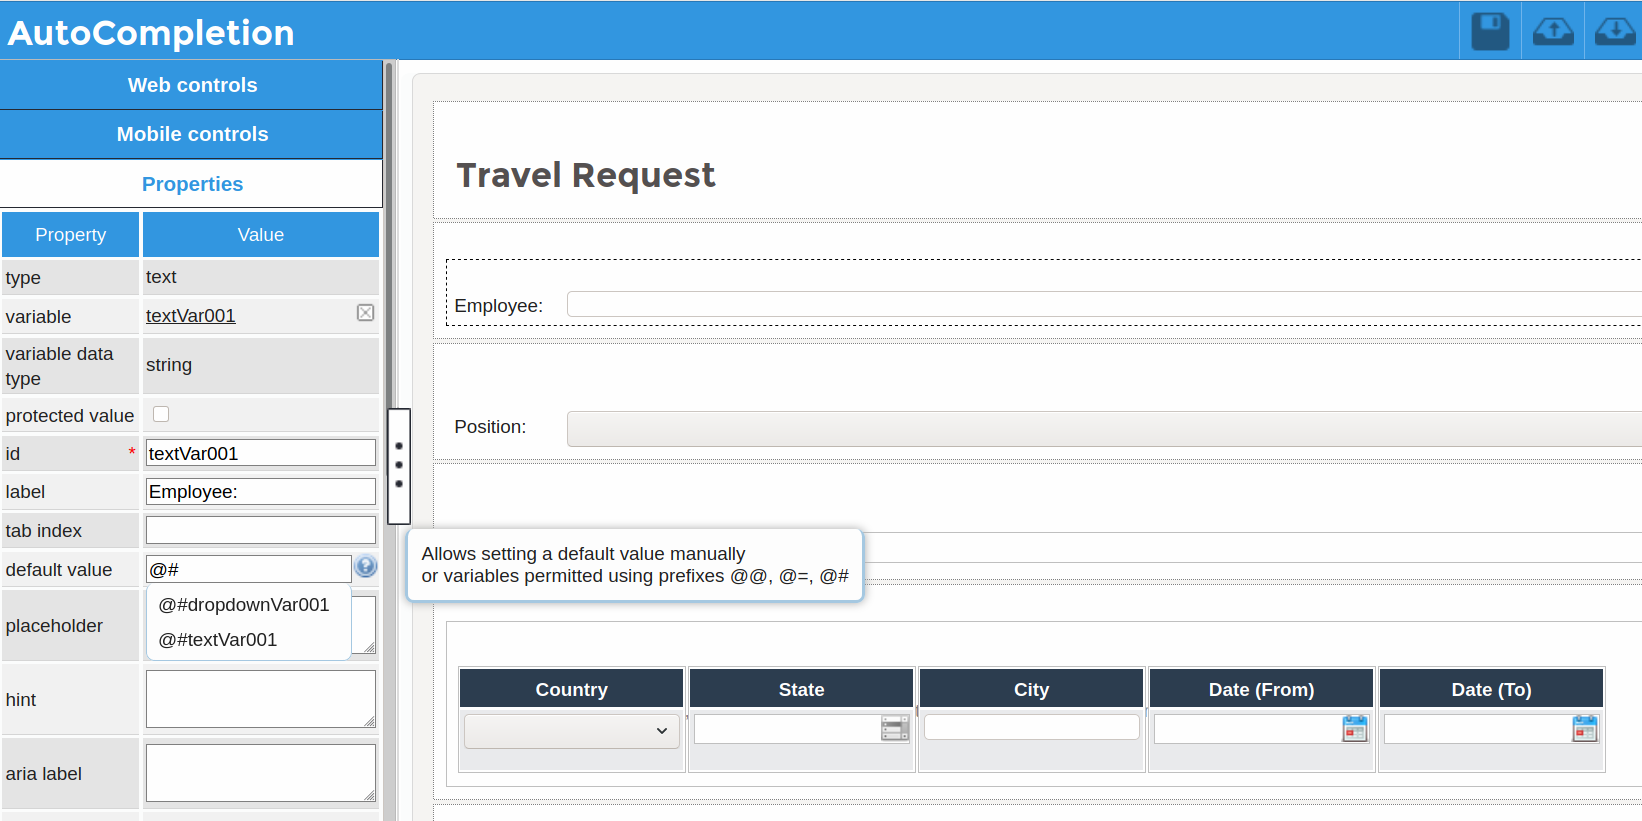 AutoCompletion
Web controls
Mobile controls
Properties
Property Value
type text
variable textVar001
variable data
type
string
protected value
id * textVar001
label Employee:
tab index
default value @#
@#dropdownVar001
@#textVar001
placeholder
hint
aria label
Travel Request
Employee:
Position:
Allows setting a default value manually
or variables permitted using prefixes @@, @=, @#
Country State City Date (From) Date (To)